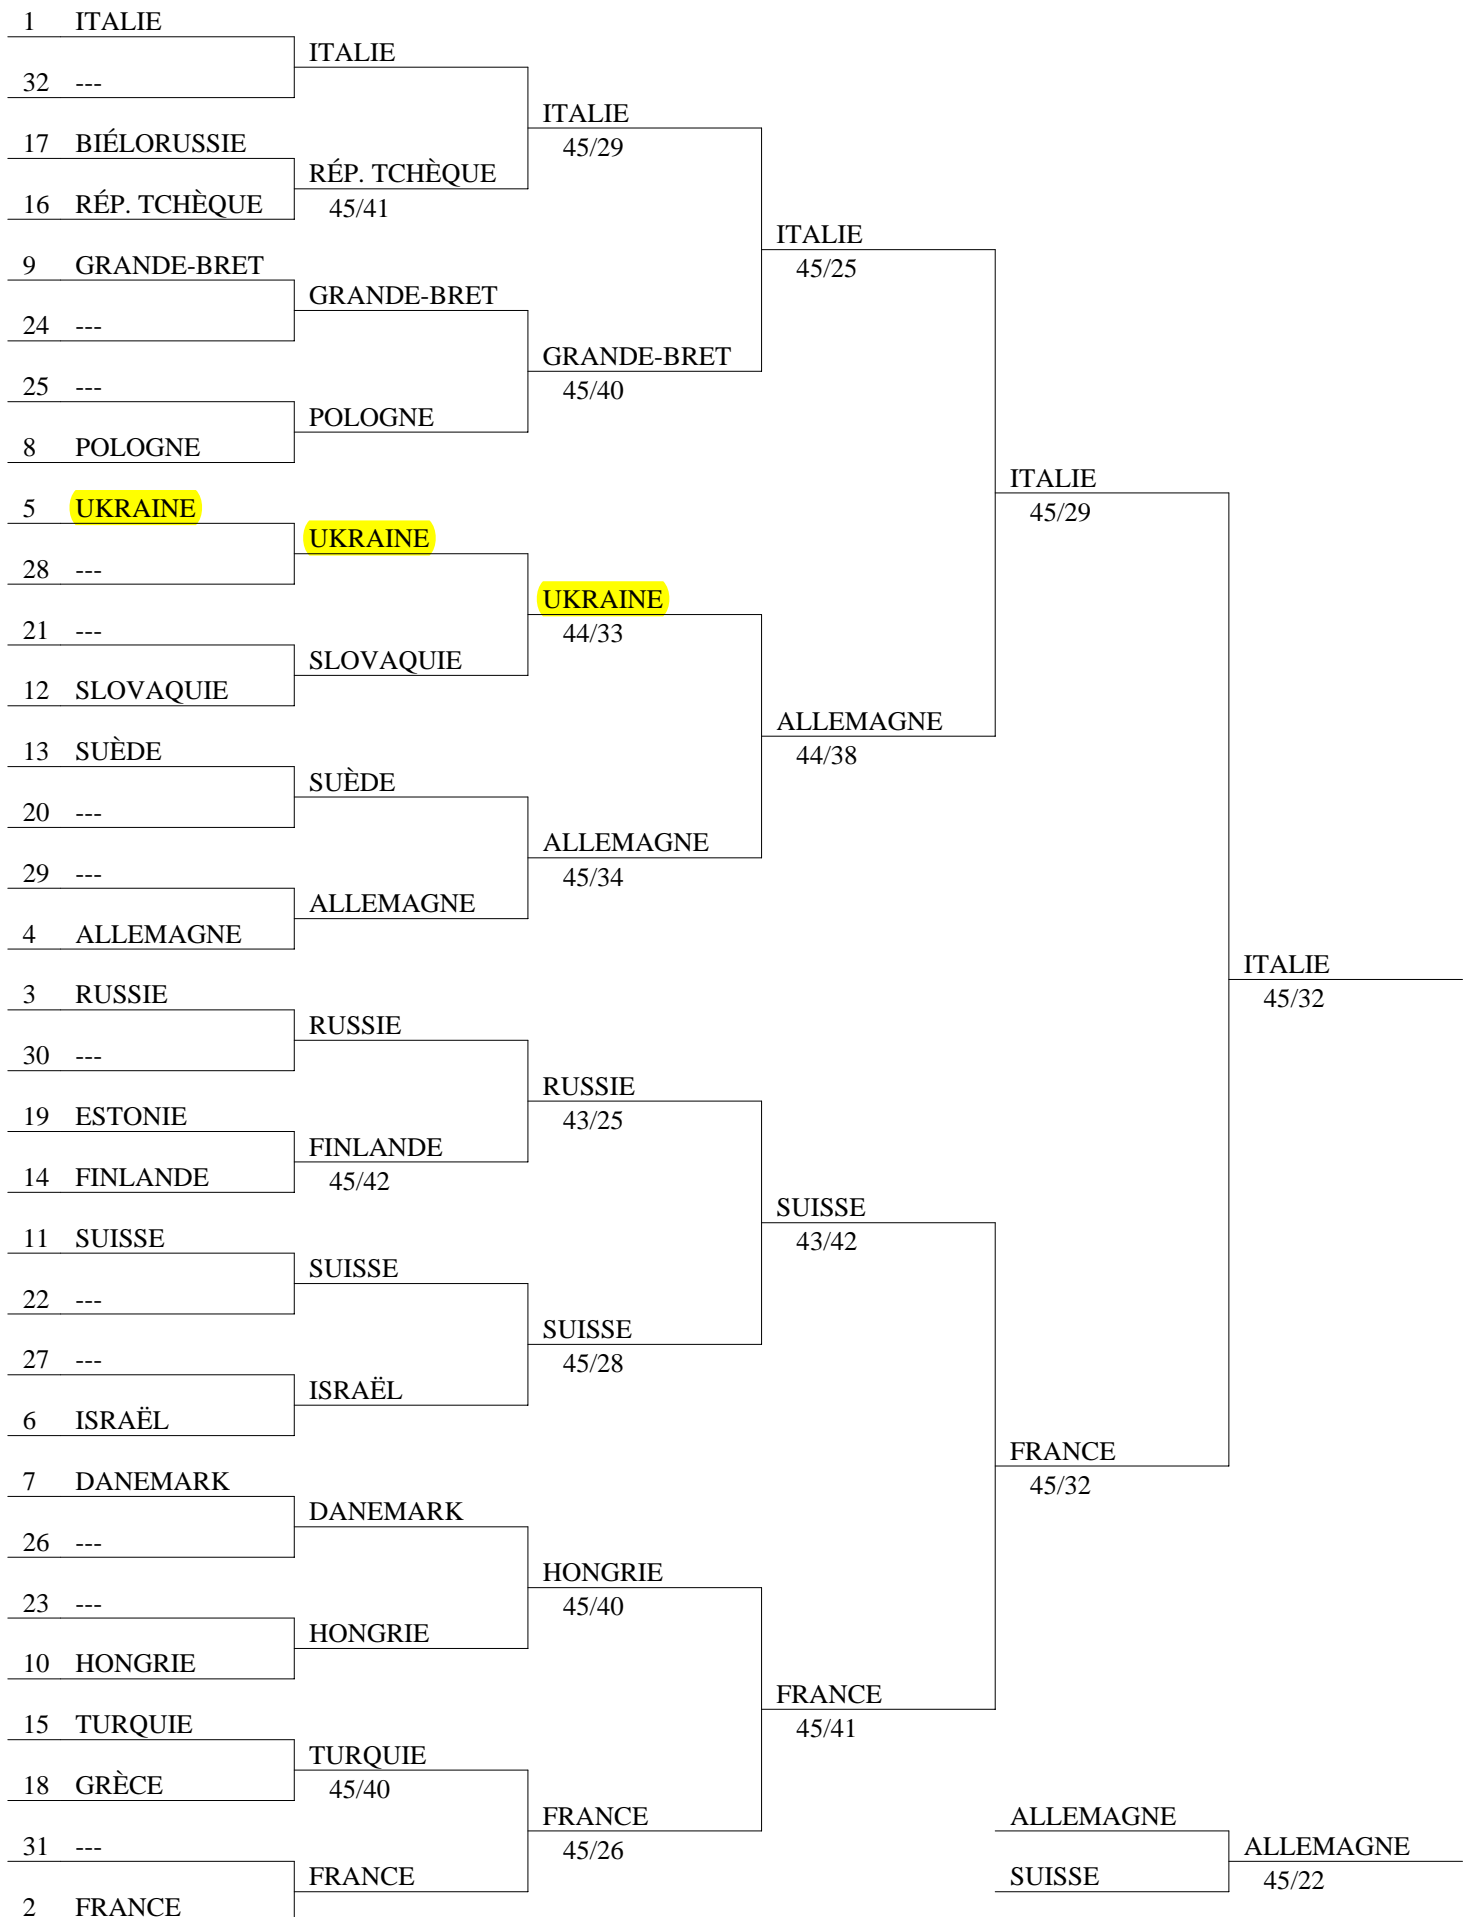 1 ITALIE
ITALIE
32 ---
ITALIE
17 BIÉLORUSSIE
45/29
RÉP. TCHÈQUE
16 RÉP. TCHÈQUE
45/41
ITALIE
9 GRANDE-BRET
45/25
GRANDE-BRET
24 ---
GRANDE-BRET
25 ---
45/40
POLOGNE
8 POLOGNE
ITALIE
5 UKRAINE
45/29
UKRAINE
28 ---
UKRAINE
21 ---
44/33
SLOVAQUIE
12 SLOVAQUIE
ALLEMAGNE
13 SUÈDE
44/38
SUÈDE
20 ---
ALLEMAGNE
29 ---
45/34
ALLEMAGNE
4 ALLEMAGNE
ITALIE
3 RUSSIE
45/32
RUSSIE
30 ---
RUSSIE
19 ESTONIE
43/25
FINLANDE
14 FINLANDE
45/42
SUISSE
11 SUISSE
43/42
SUISSE
22 ---
SUISSE
27 ---
45/28
ISRAËL
6 ISRAËL
FRANCE
7 DANEMARK
45/32
DANEMARK
26 ---
HONGRIE
23 ---
45/40
HONGRIE
10 HONGRIE
FRANCE
15 TURQUIE
45/41
TURQUIE
18 GRÈCE
45/40
FRANCE
ALLEMAGNE
31 ---
45/26
ALLEMAGNE
FRANCE
SUISSE
45/22
2 FRANCE